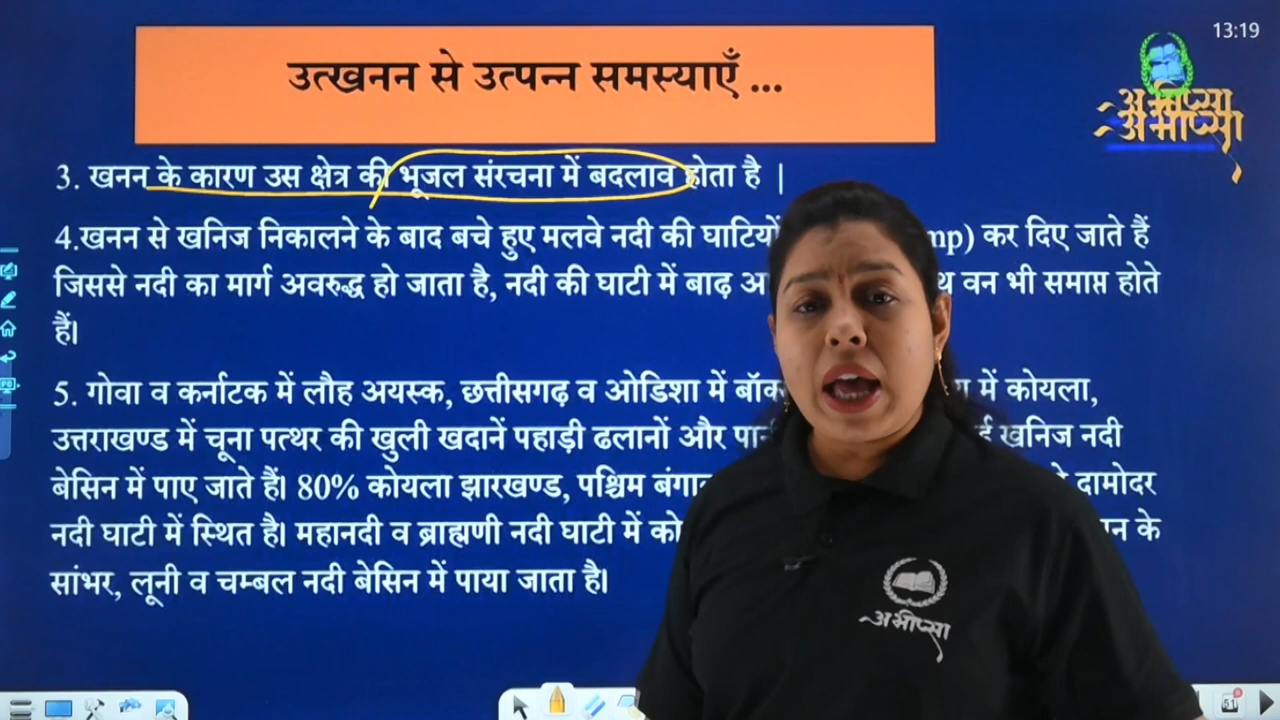 13:19
उत्खनन से उत्पन्न समस्याएँ ...
अभीप्सा
3. खनन के कारण उस क्षेत्र की भूजल संरचना में बदलाव होता है |
4.खनन से खनिज निकालने के बाद बचे हुए मलवे नदी की घाटियों mp) कर दिए जाते हैं
जिससे नदी का मार्ग अवरुद्ध हो जाता है, नदी की घाटी में बाढ़ वन भी समाप्त होते
हैं।
5. गोवा व कर्नाटक में लौह अयस्क, छत्तीसगढ़ व ओडिशा में में कोयला,
उत्तराखण्ड में चूना पत्थर की खुली खदानें पहाड़ी ढलानों और खनिज नदी
बेसिन में पाए जाते हैं। 80% कोयला झारखण्ड, पश्चिम दामोदर
नदी घाटी में स्थित है। महानदी व ब्राह्मणी नदी घाटी में के
सांभर, लूनी व चम्बल नदी बेसिन में पाया जाता है।
अभीप्सा